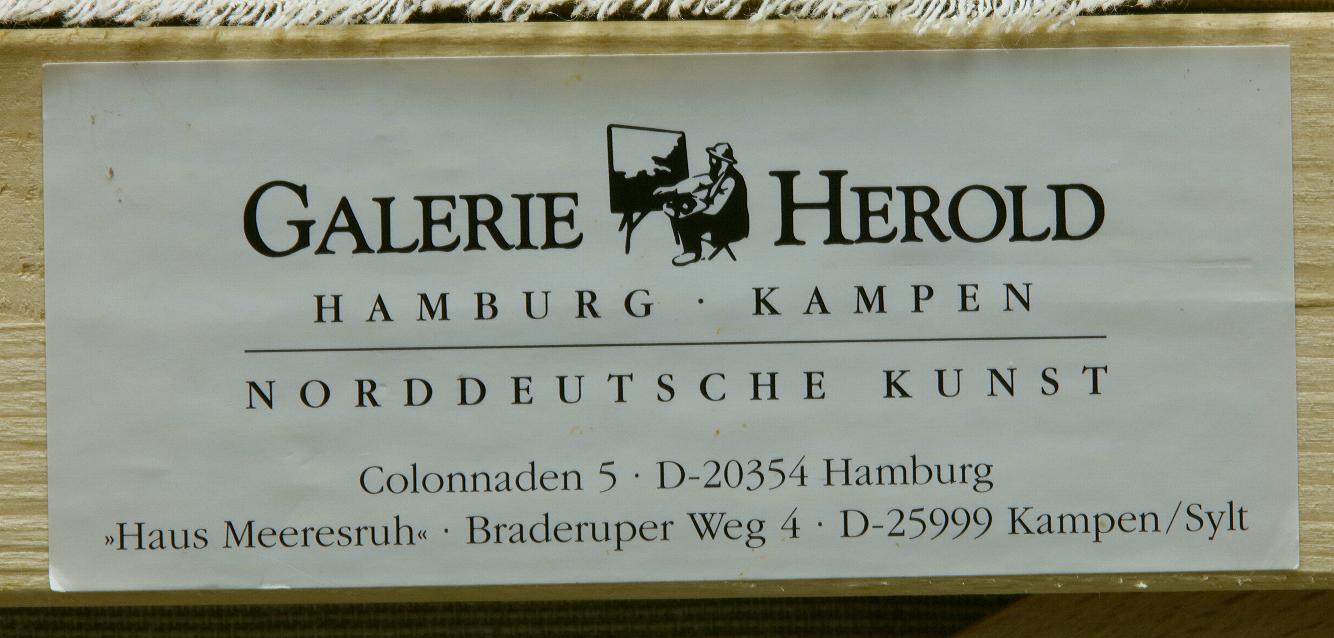 GALERIE HEROLD
HAMBURG · KAMPEN
NORDDEUTSCHE KUNST
Colonnaden 5 · D-20354 Hamburg
»Haus Meeresruh« · Braderuper Weg 4 · D-25999 Kampen/Sylt